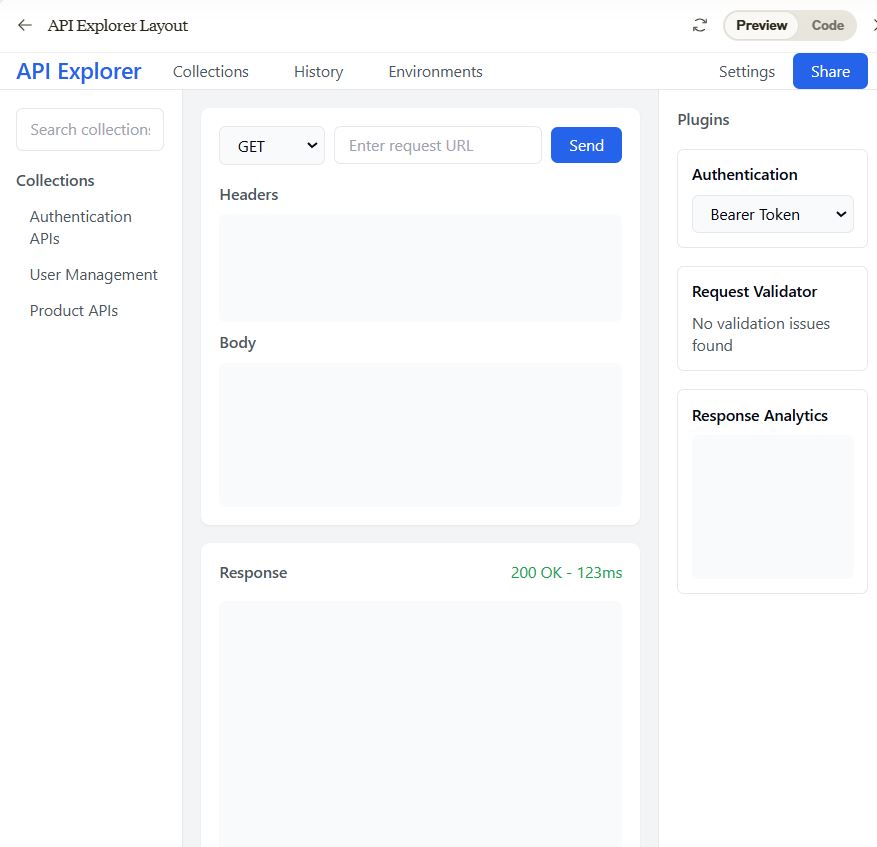 API Explorer Layout
Preview
Code
API Explorer
Collections
History
Environments
Settings
Share
Search collections
Collections
Authentication
APIs
User Management
Product APIs
GET
Enter request URL
Send
Headers
Body
Response
200 OK - 123ms
Plugins
Authentication
Bearer Token
Request Validator
No validation issues
found
Response Analytics